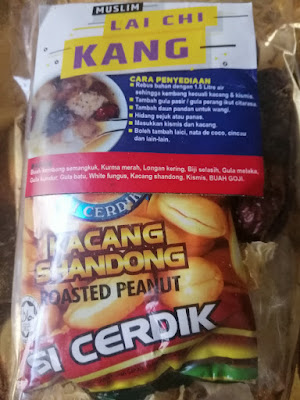 MUSLIM
LAI CHI
KANG
CARA PENYEDIAAN
Rebus bahan dengan 1.5 Litre air
sehingga kembang kecuali kacang & kismis.
Tambah gula pasir / gula perang ikut citarasa.
Tambah daun pandan untuk wangi.
Hidang sejuk atau panas.
Masukkan kismis dan kacang.
Boleh tambah laici, nata de coco, cincau
dan lain-lain.
kembang semangkuk, Kurma merah, Longan kering, Biji selasih, Gula melaka,
Gula batu, White fungus, Kacang shandong, Kismis, BUAH GOJI.
CERDIK
KACANG
SHANDONG
ROASTED PEANUT
SI CERDIK